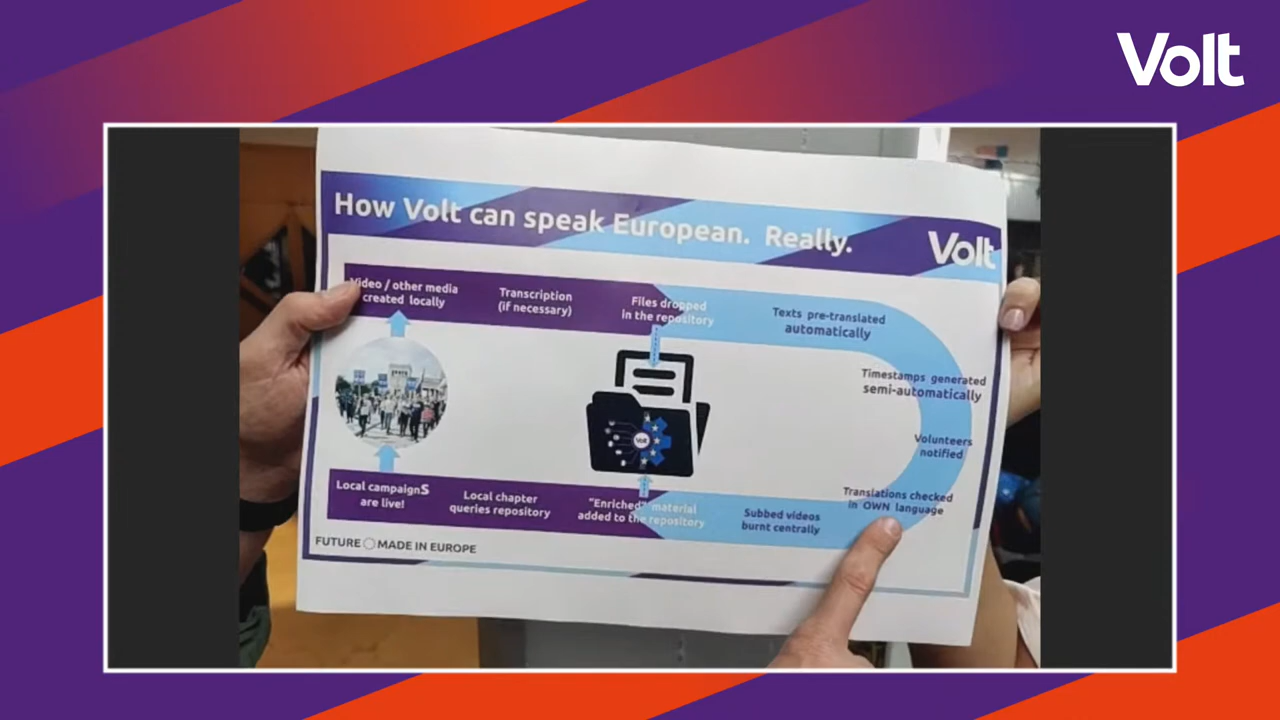 Volt
How Volt can speak European. Really.
Volt
Video / other media
created locally
Transcription
(if necessary)
Files dropped
in the repository
Texts pre-translated
automatically
Timestamps generated
semi-automatically
Volunteers
notified
Translations checked
in OWN language
Subbed videos
burnt centrally
"Enriched" material
added to the repository
Local chapter
queries repository
Local campaignS
are live!
Volt
FUTURE MADE IN EUROPE